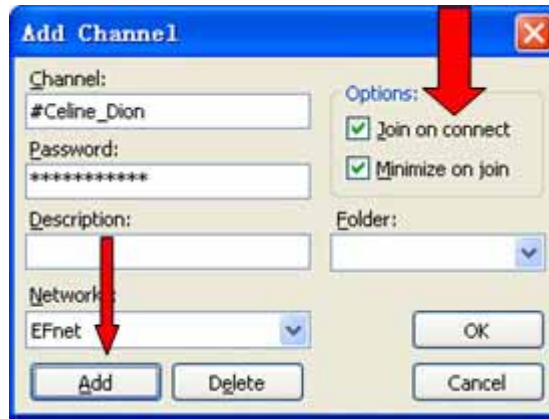 Add Channel
Channel:
#Celine_Dion
Password:
***********
Description:
Networks:
EFnet
Add
Delete
Options:
Join on connect
Minimize on join
Folder:
OK
Cancel